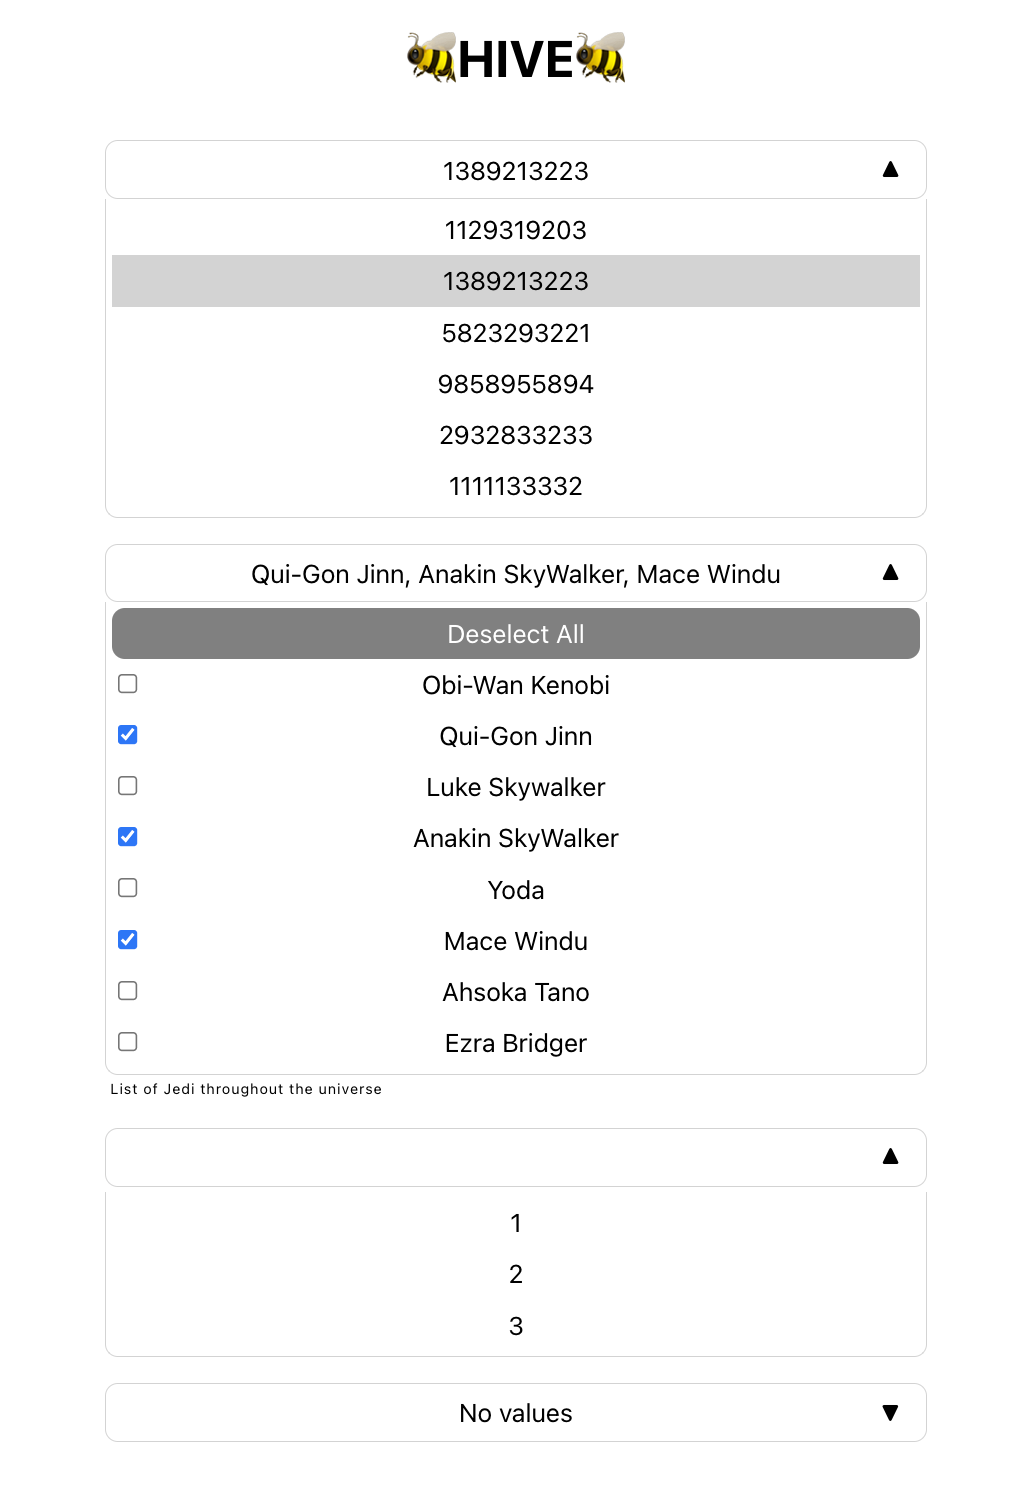 🐝HIVE🐝
1389213223 ▲
1129319203
1389213223
5823293221
9858955894
2932833233
1111133332
Qui-Gon Jinn, Anakin SkyWalker, Mace Windu ▲
Deselect All
Obi-Wan Kenobi
Qui-Gon Jinn
Luke Skywalker
Anakin SkyWalker
Yoda
Mace Windu
Ahsoka Tano
Ezra Bridger
List of Jedi throughout the universe
▲
1
2
3
No values ▼